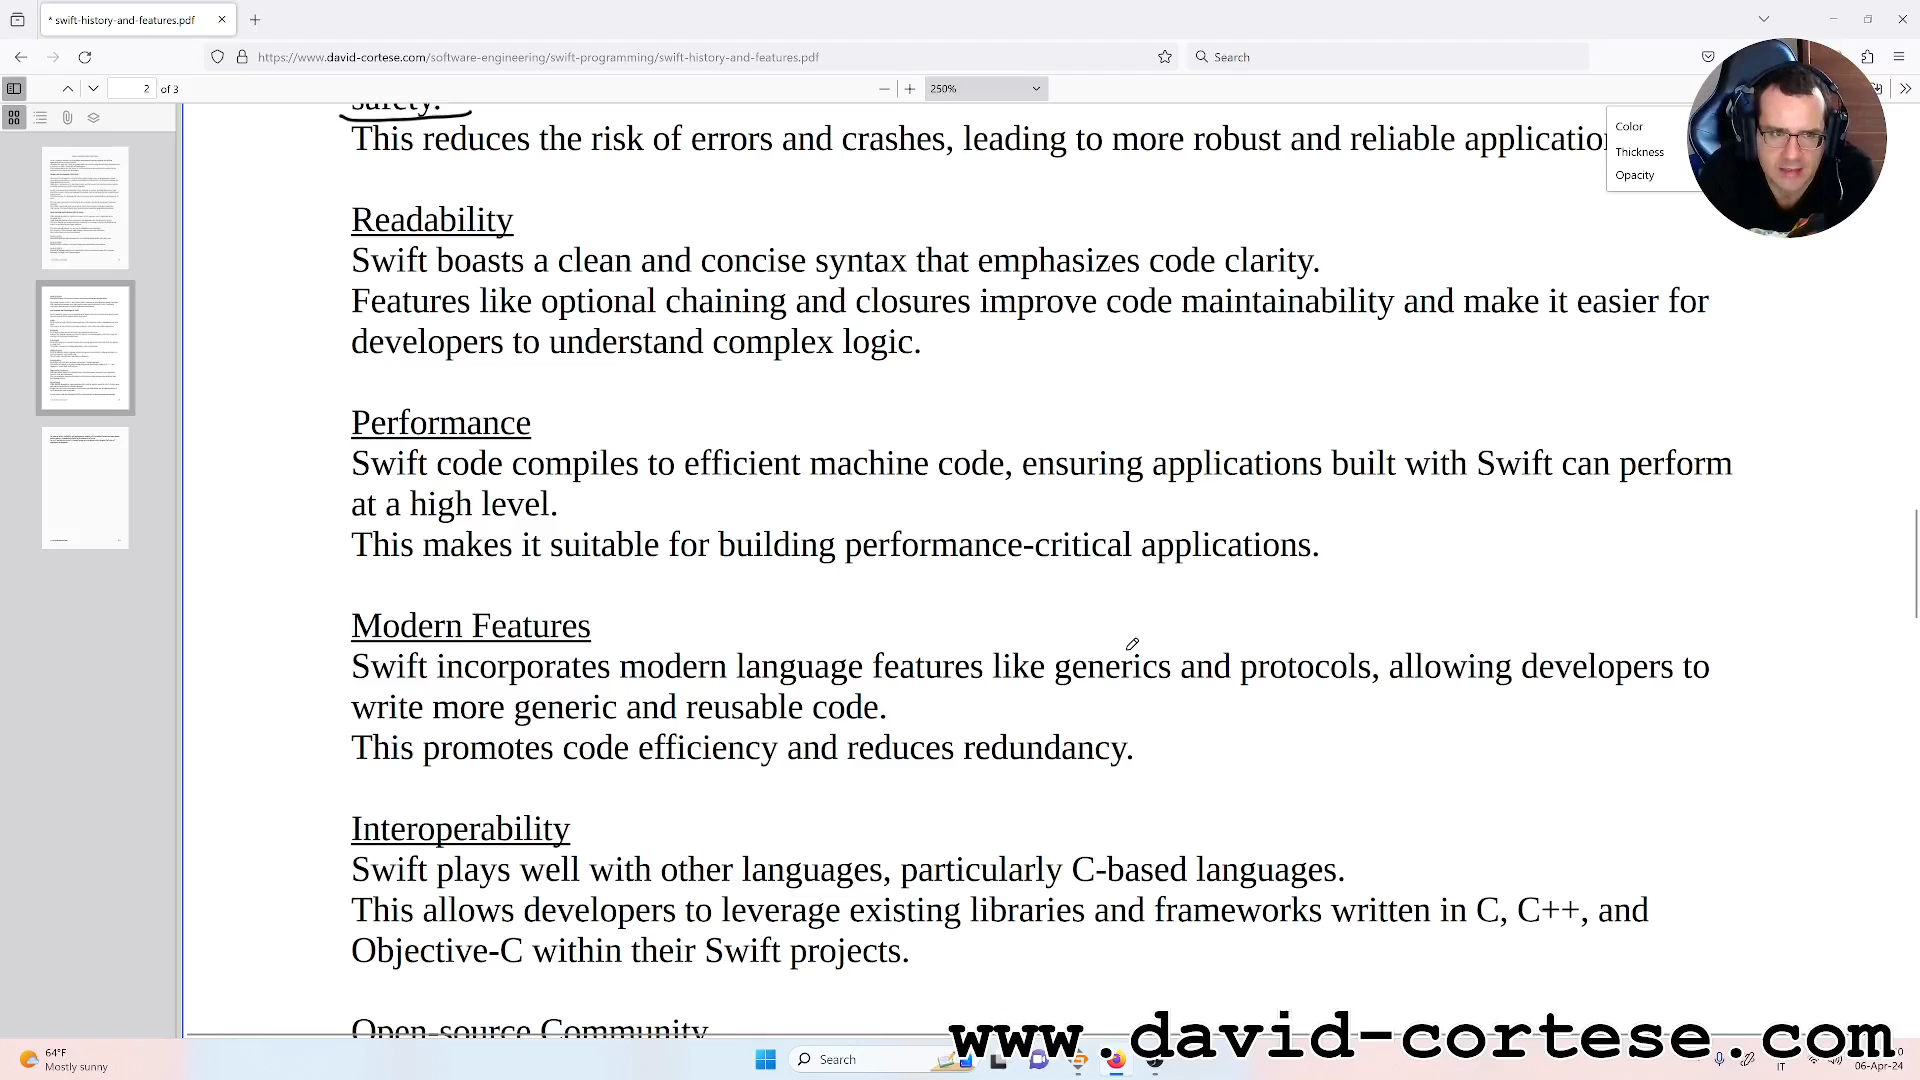 * swift-history-and-features.pdf
https://www.david-cortese.com/software-engineering/swift-programming/swift-history-and-features.pdf
Search
2 of 3
250%
Color
Thickness
Opacity
safety.
This reduces the risk of errors and crashes, leading to more robust and reliable
Readability
Swift boasts a clean and concise syntax that emphasizes code clarity.
Features like optional chaining and closures improve code maintainability and make it easier for
developers to understand complex logic.
Performance
Swift code compiles to efficient machine code, ensuring applications built with Swift can perform
at a high level.
This makes it suitable for building performance-critical applications.
Modern Features
Swift incorporates modern language features like generics and protocols, allowing developers to
write more generic and reusable code.
This promotes code efficiency and reduces redundancy.
Interoperability
Swift plays well with other languages, particularly C-based languages.
This allows developers to leverage existing libraries and frameworks written in C, C++, and
Objective-C within their Swift projects.
Open-source Community
www.david-cortese.com
64°F
Mostly sunny
Search
IT
06-Apr-24